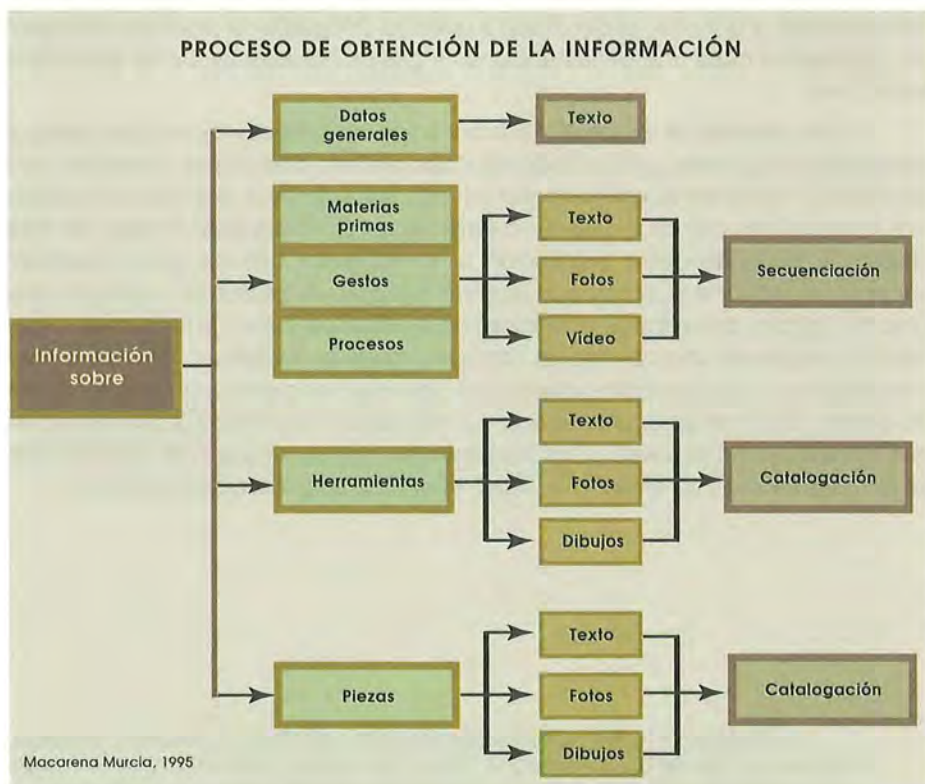 PROCESO DE OBTENCIÓN DE LA INFORMACIÓN
Datos
generales
Texto
Materias
primas
Gestos
Procesos
Texto
Fotos
Vídeo
Secuenciación
Información
sobre
Herramientas
Texto
Fotos
Dibujos
Catalogación
Piezas
Texto
Fotos
Dibujos
Catalogación
Macarena Murcia, 1995